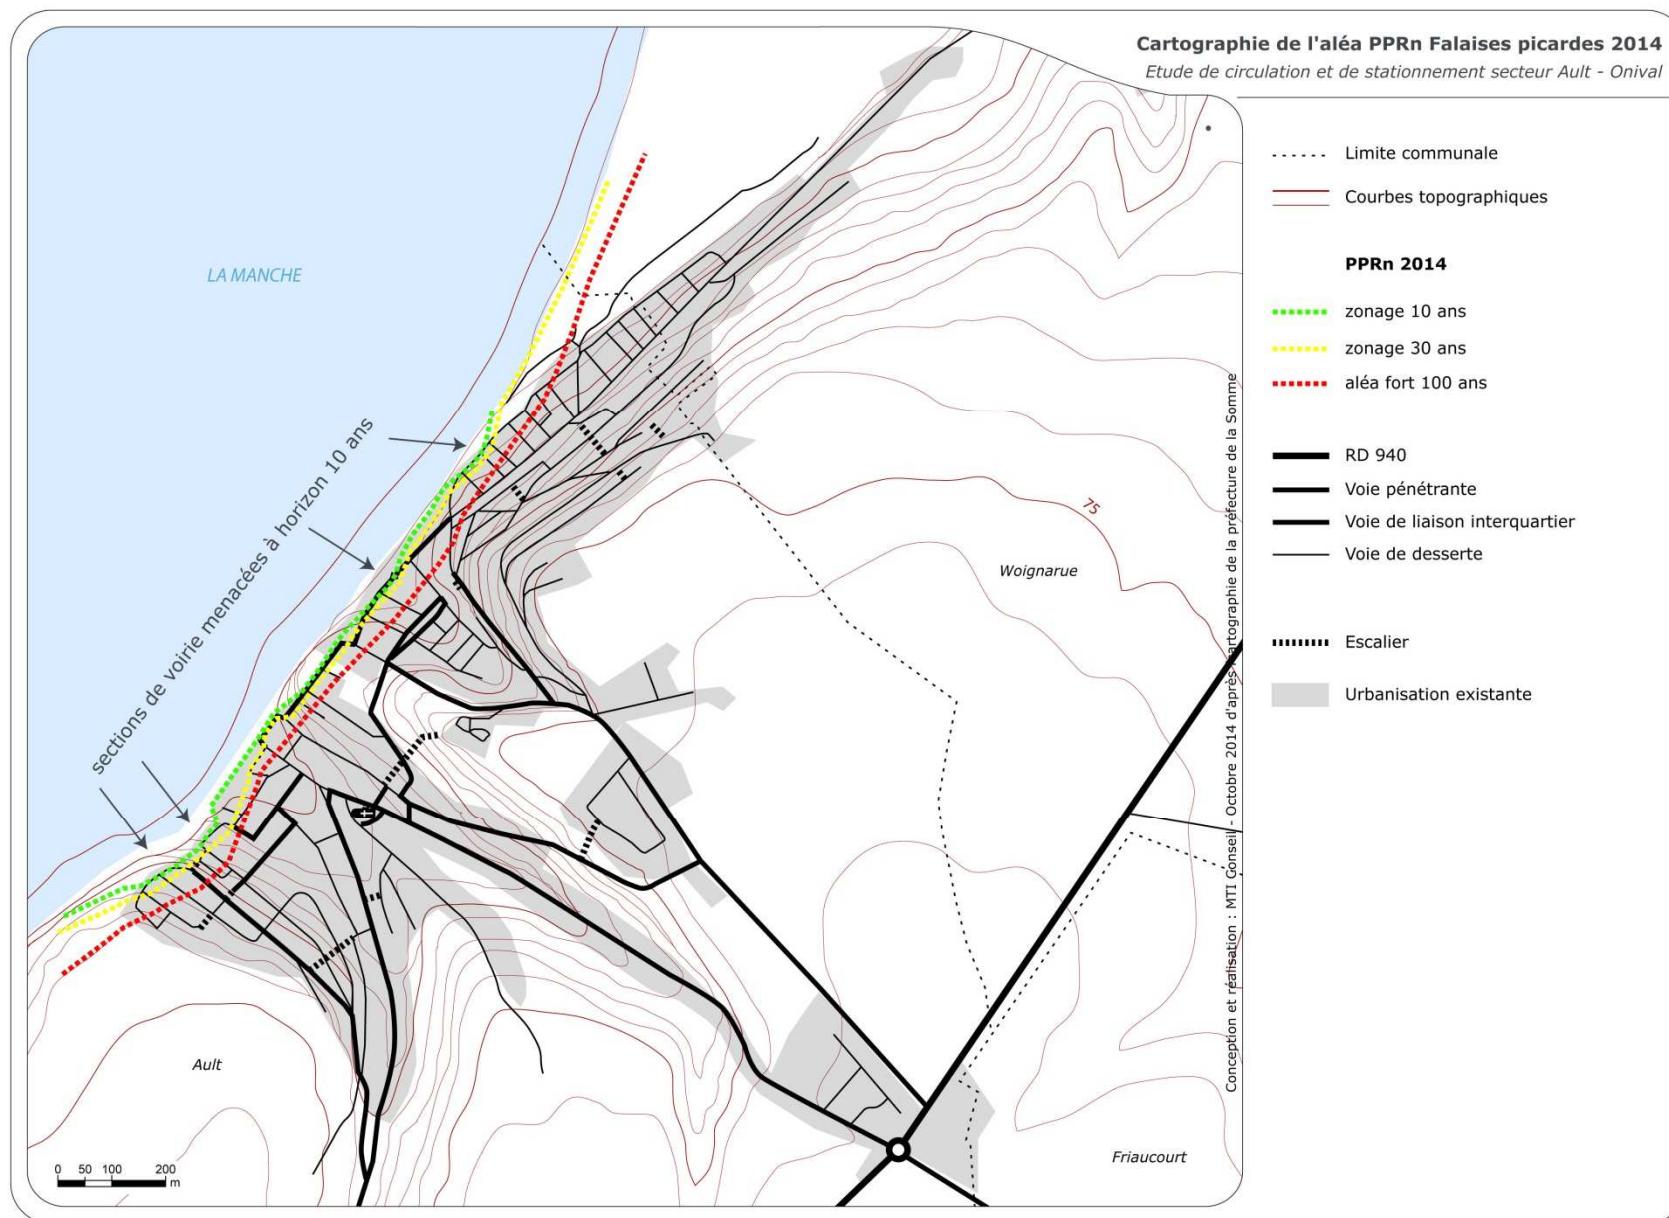 Cartographie de l'aléa PPRn Falaises picardes 2014
Etude de circulation et de stationnement secteur Ault - Onival
Limite communale
Courbes topographiques
PPRn 2014
zonage 10 ans
zonage 30 ans
aléa fort 100 ans
RD 940
Voie pénétrante
Voie de liaison interquartier
Voie de desserte
Escalier
Urbanisation existante
LA MANCHE
sections de voirie menacées à horizon 10 ans
75
Woignarue
Ault
Friaucourt
0 50 100 200
m
Conception et réalisation : MTI Conseil - Octobre 2014 d'après cartographie de la préfecture de la Somme